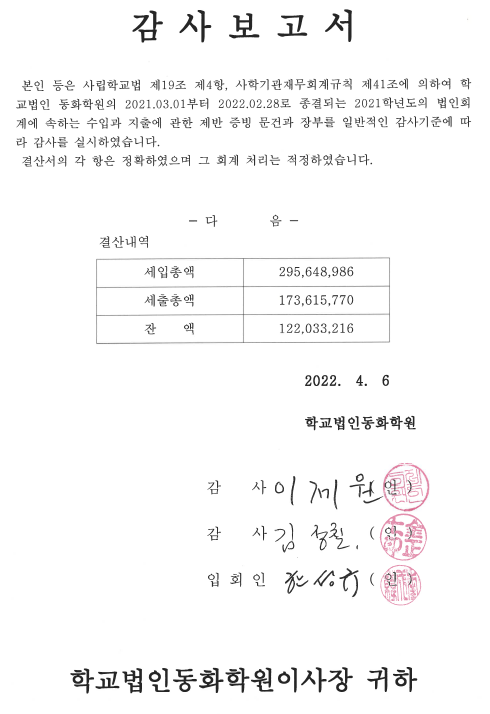 감 사 보 고 서
본인 등은 사립학교법 제19조 제4항, 사학기관재무회계규칙 제41조에 의하여 학
교법인 동화학원의 2021.03.01부터 2022.02.28로 종결되는 2021학년도의 법인회
계에 속하는 수입과 지출에 관한 제반 증빙 문건과 장부를 일반적인 감사기준에 따
라 감사를 실시하였습니다.
결산서의 각 항은 정확하였으며 그 회계 처리는 적정하였습니다.
- 다 음 -
결산내역
세입총액 295,648,986
세출총액 173,615,770
잔 액 122,033,216
2022. 4. 6
학교법인동화학원
감 사 이 제 원 (인)
감 사 김 장 칠. (인)
입 회 인 (인)
학교법인동화학원이사장 귀하